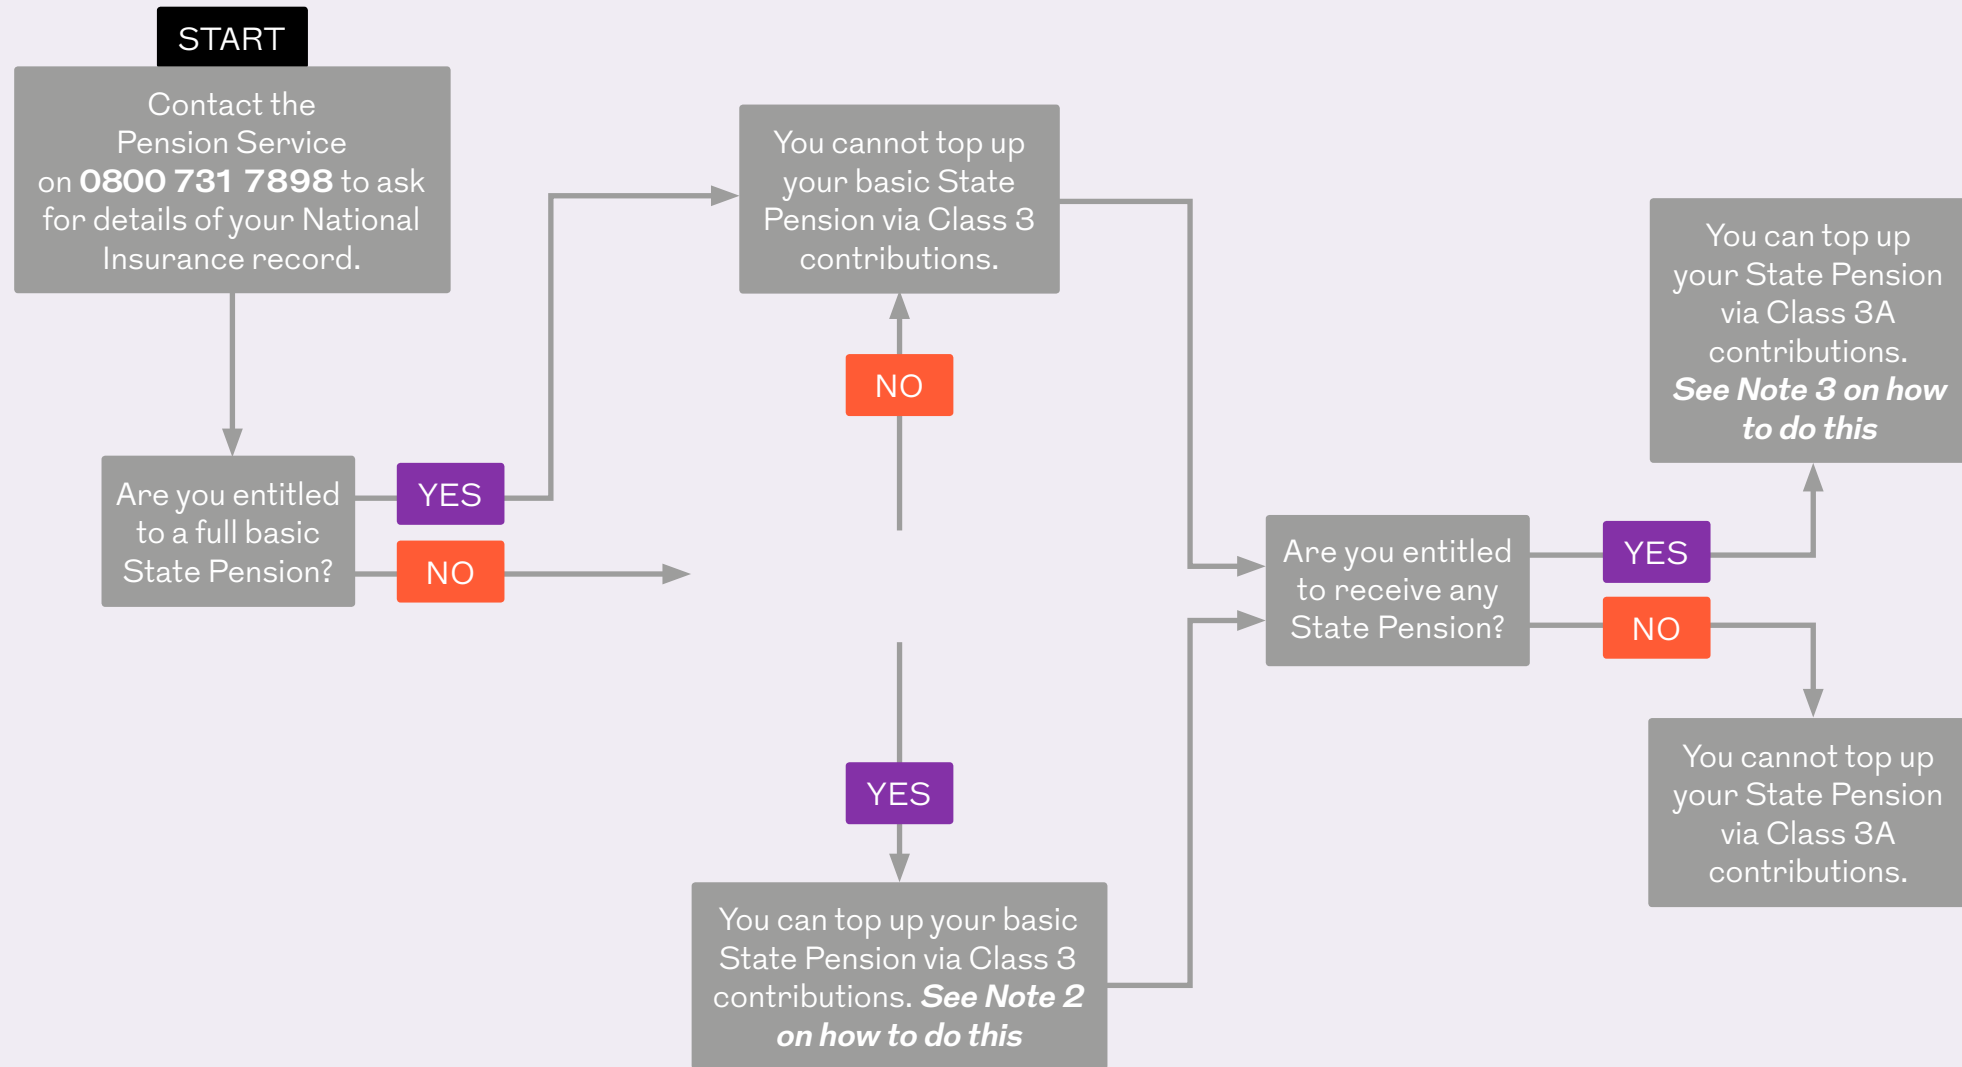 START
Contact the
Pension Service
on 0800 731 7898 to ask
for details of your National
Insurance record.
Are you entitled
to a full basic
State Pension?
YES
NO
You cannot top up
your basic State
Pension via Class 3
contributions.
NO
YES
You can top up your basic
State Pension via Class 3
contributions. See Note 2
on how to do this
Are you entitled
to receive any
State Pension?
YES
NO
You can top up
your State Pension
via Class 3A
contributions.
See Note 3 on how
to do this
You cannot top up
your State Pension
via Class 3A
contributions.